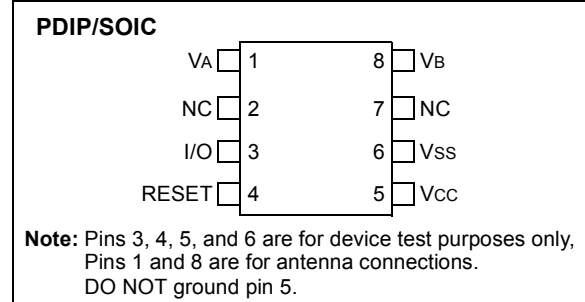 PDIP/SOIC
VA 1 8 VB
NC 2 7 NC
I/O 3 6 VSS
RESET 4 5 VCC
Note: Pins 3, 4, 5, and 6 are for device test purposes only,
Pins 1 and 8 are for antenna connections.
DO NOT ground pin 5.